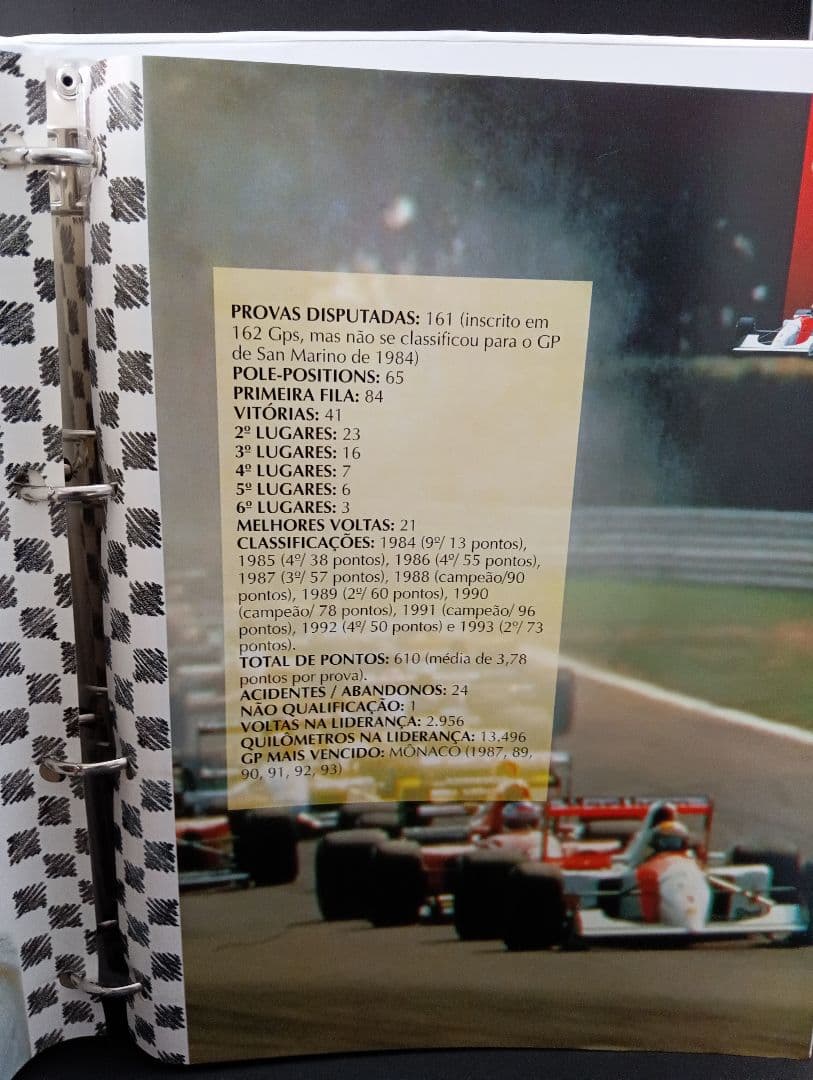 PROVAS DISPUTADAS: 161 (inscrito em
162 Gps, mas não se classificou para o GP
de San Marino de 1984)
POLE-POSITIONS: 65
PRIMEIRA FILA: 84
VITÓRIAS: 41
2º LUGARES: 23
3º LUGARES: 16
4º LUGARES: 7
5º LUGARES: 6
6º LUGARES: 3
MELHORES VOLTAS: 21
CLASSIFICAÇÕES: 1984 (9º/ 13 pontos),
1985 (4º/ 38 pontos), 1986 (4º/ 55 pontos),
1987 (3º/ 57 pontos), 1988 (campeão/90
pontos), 1989 (2º/ 60 pontos), 1990
(campeão/ 78 pontos), 1991 (campeão/ 96
pontos), 1992 (4º/ 50 pontos) e 1993 (2º/ 73
pontos).
TOTAL DE PONTOS: 610 (média de 3,78
pontos por prova).
ACIDENTES / ABANDONOS: 24
NÃO QUALIFICAÇÃO: 1
VOLTAS NA LIDERANÇA: 2.956
QUILÔMETROS NA LIDERANÇA: 13.496
GP MAIS VENCIDO: MÔNACO (1987, 89,
90, 91, 92, 93)